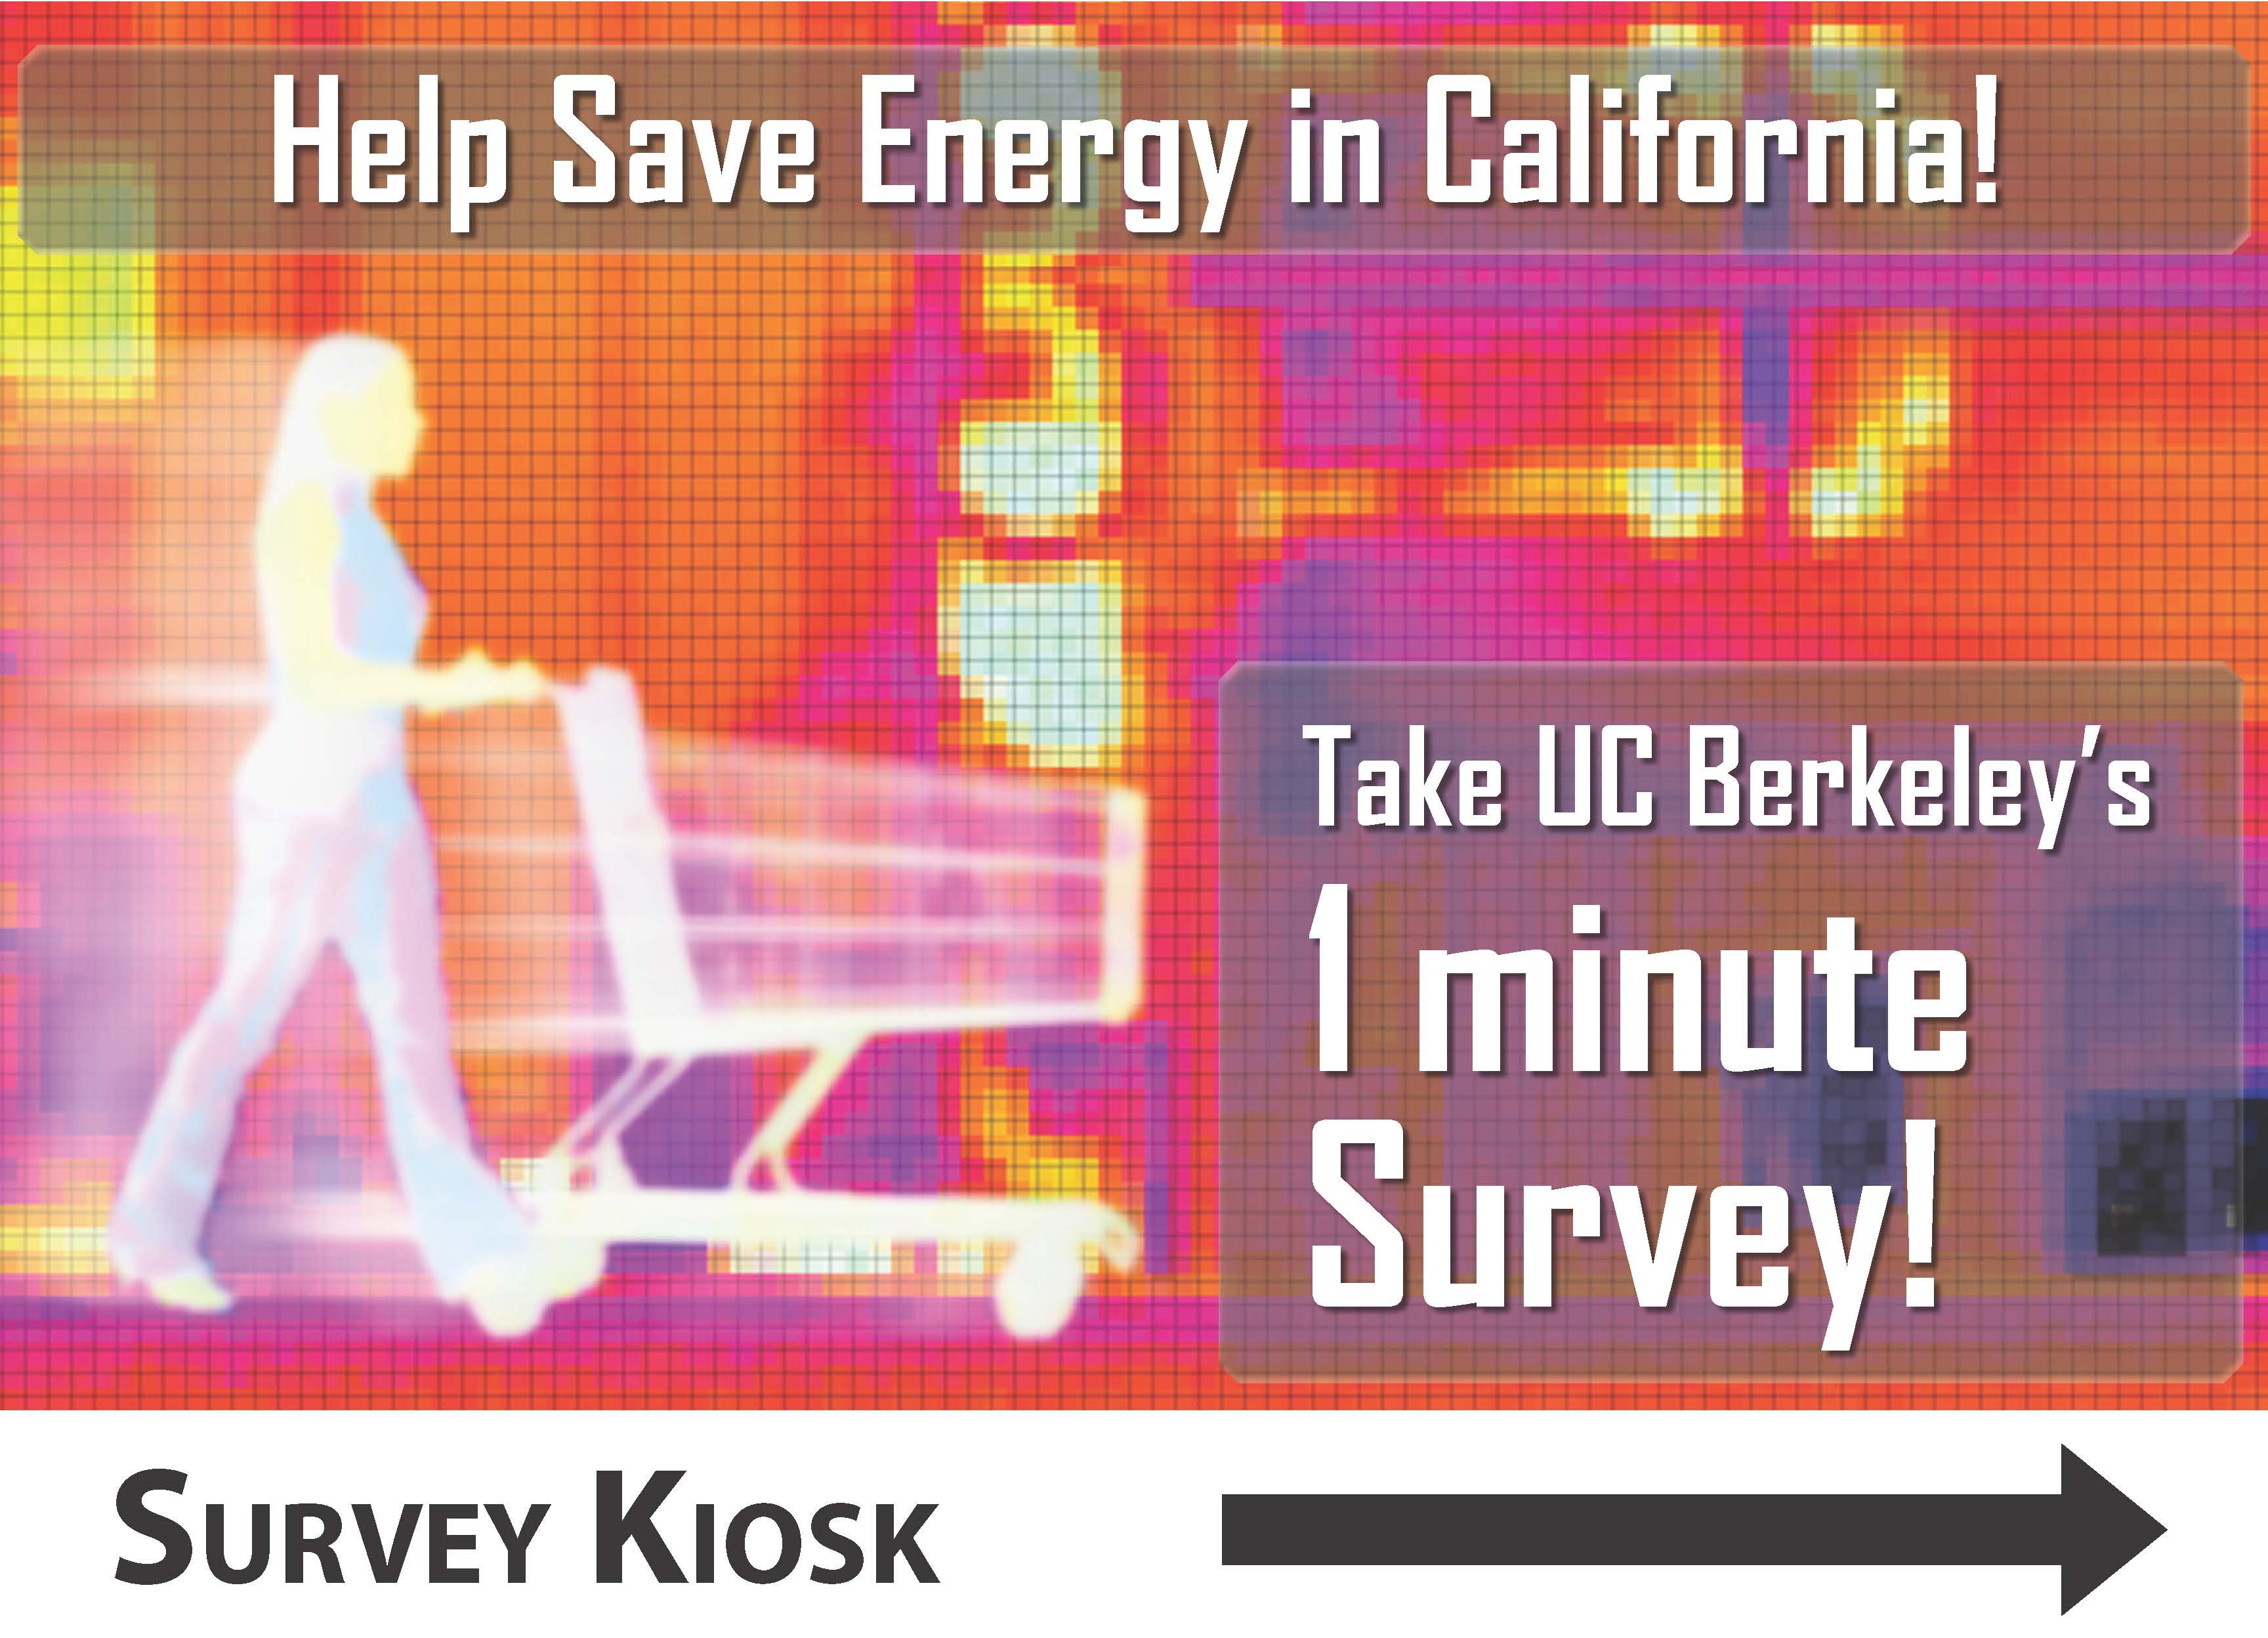 Help Save Energy in California!
Take UC Berkeley's
1 minute
Survey!
Survey Kiosk